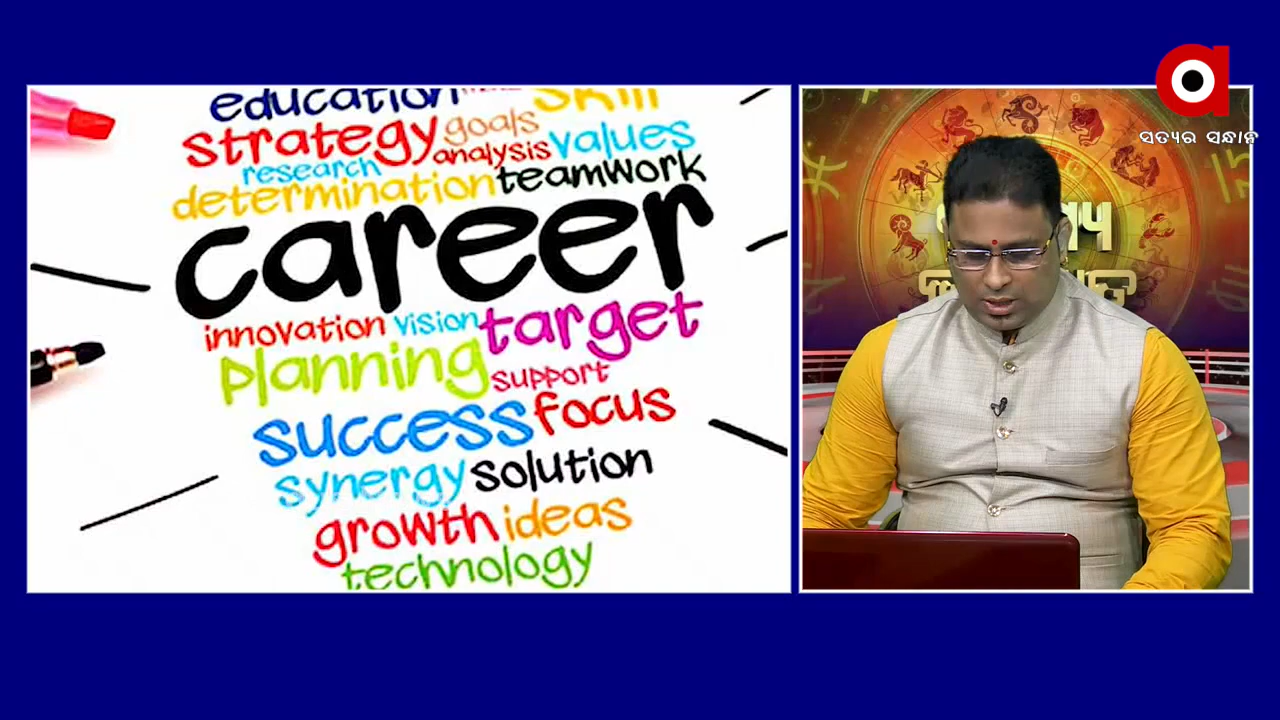 education
skill
strategy goals
values
research analysis
determination teamwork
career
innovation vision target
planning support
success focus
synergy solution
growth ideas
technology
ସତ୍ୟର ସନ୍ଧାନ